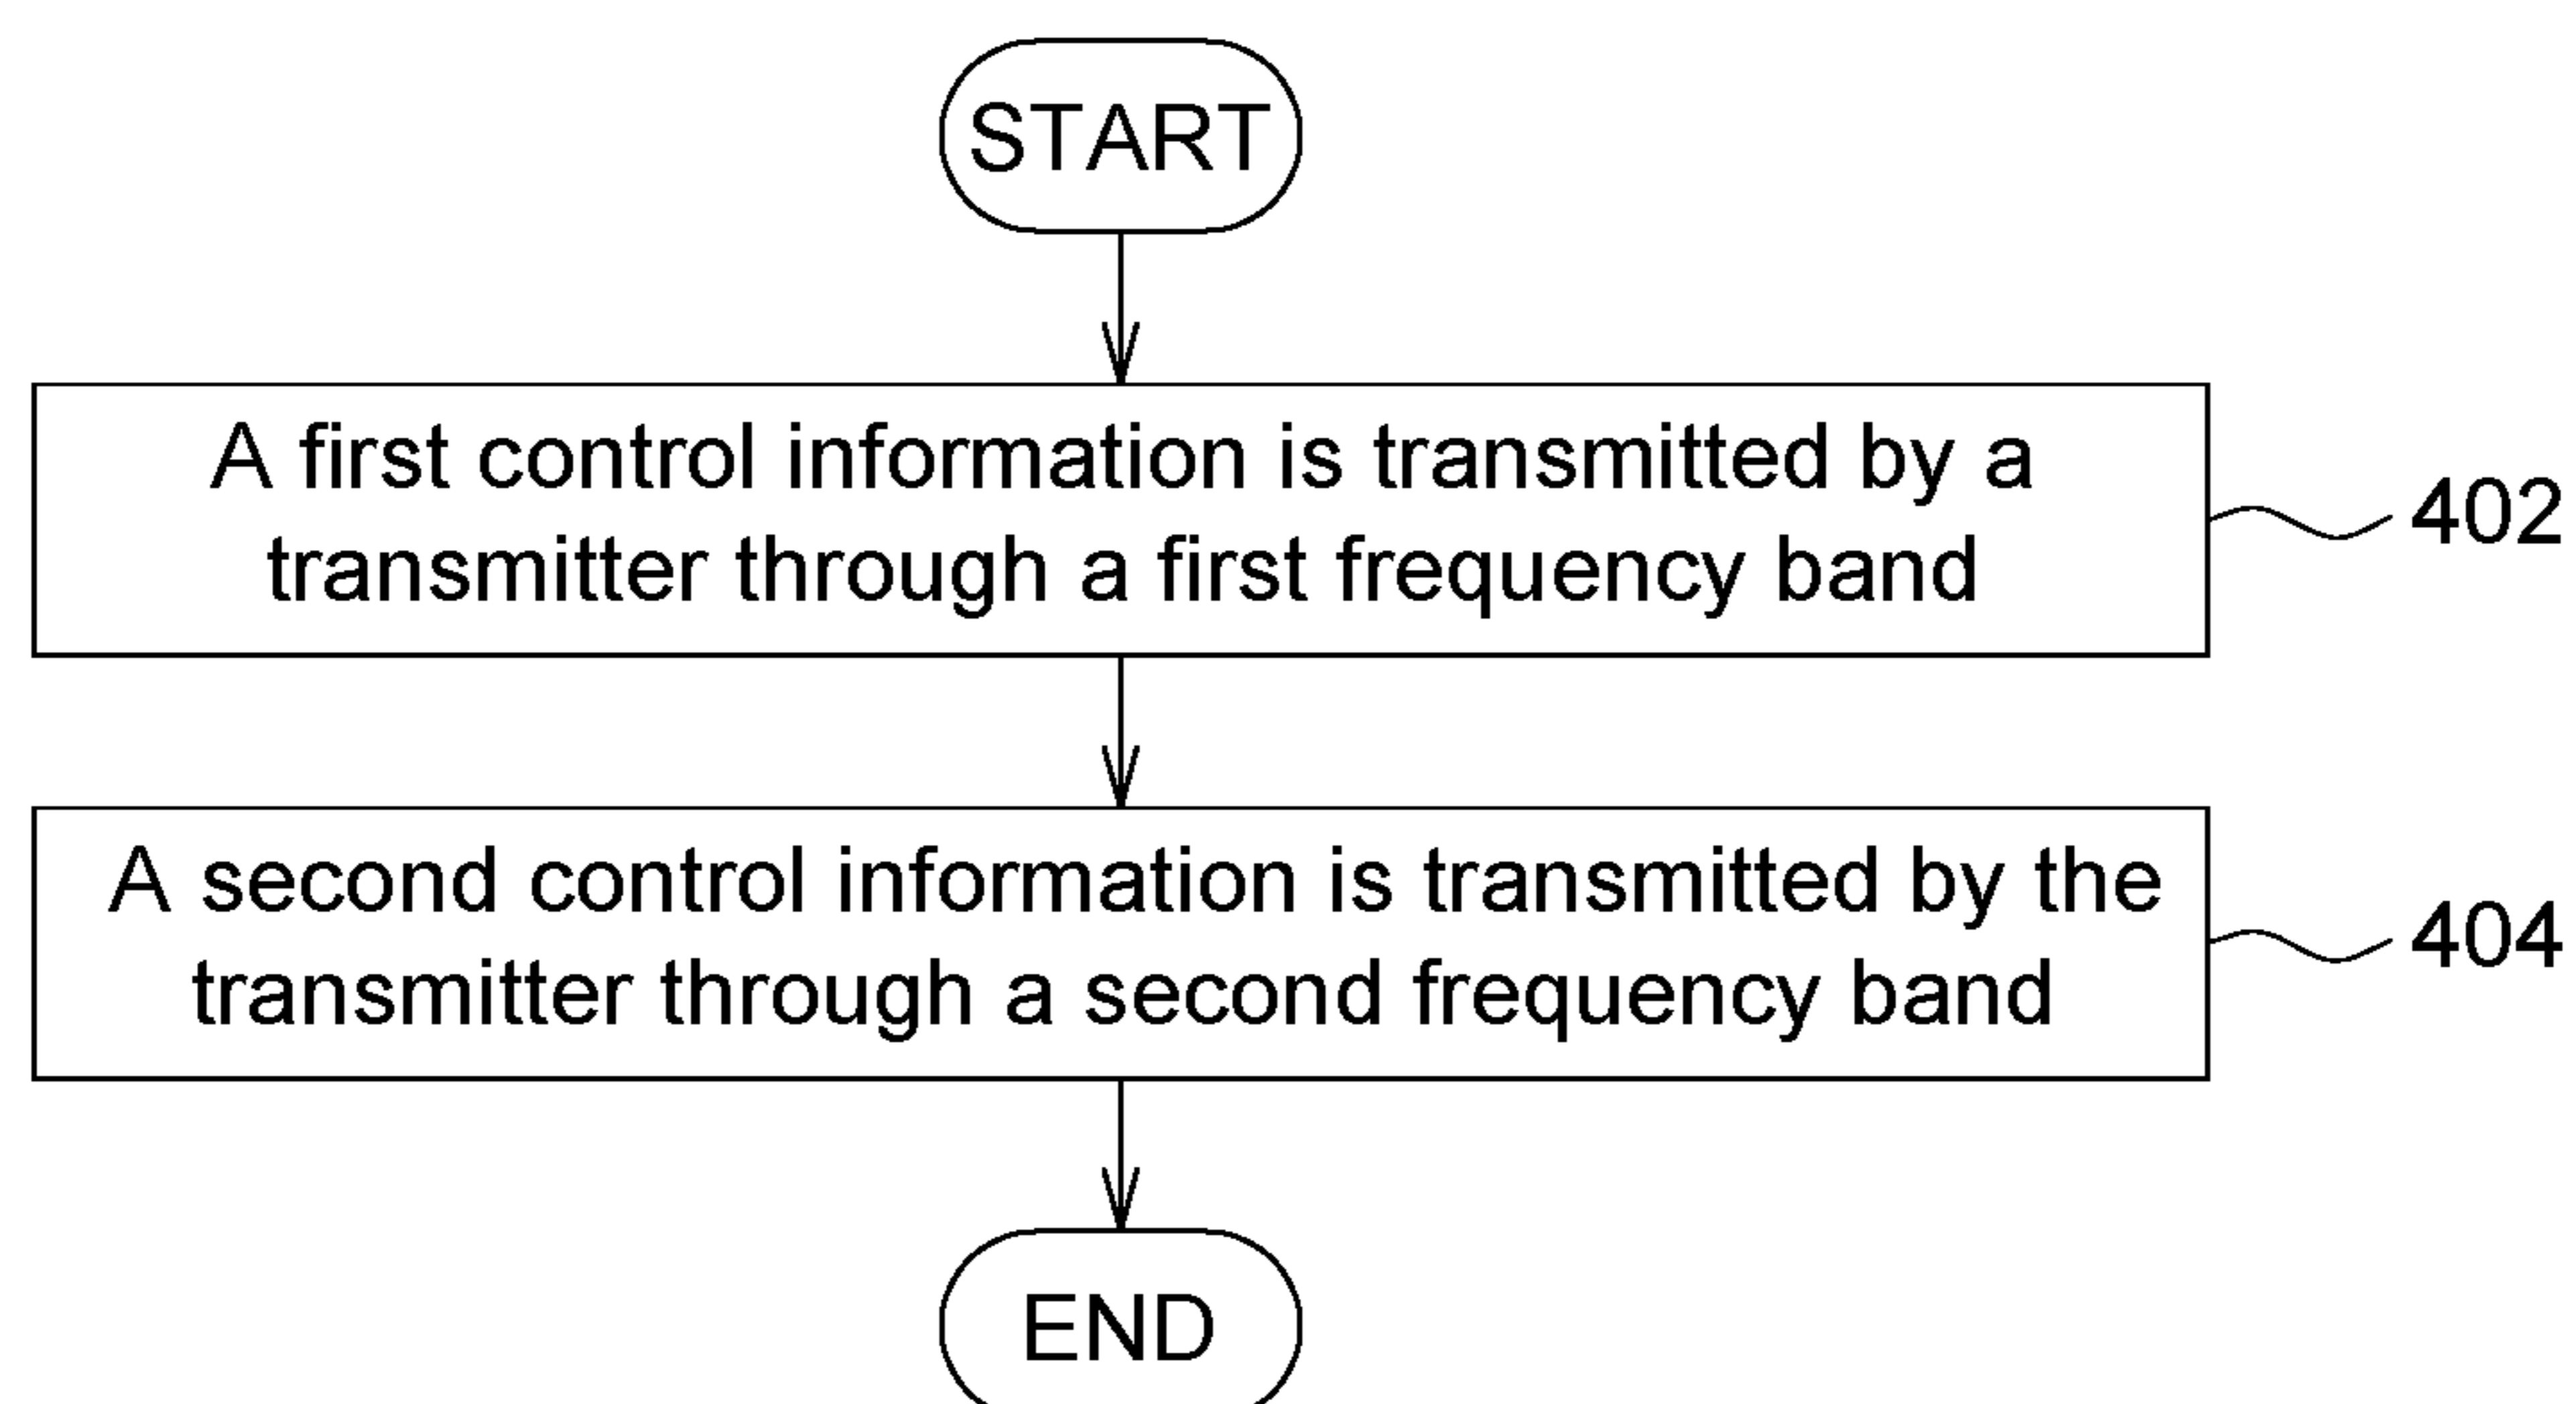 START
A first control information is transmitted by a
transmitter through a first frequency band
402
A second control information is transmitted by the
transmitter through a second frequency band
404
END